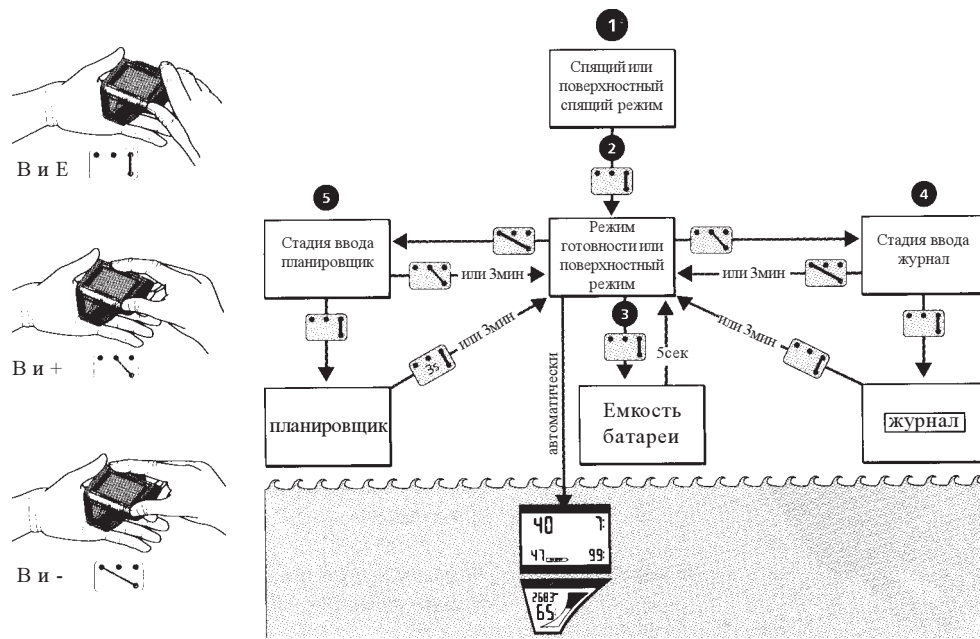 1
Спящий или
поверхностный
спящий режим
2
В и Е
5
4
Стадия ввода
планировщик
Режим
готовности или
поверхностный
режим
Стадия ввода
журнал
или 3мин
или 3мин
3
В и +
3s
или 3мин
5сек
или 3мин
автоматически
планировщик
Емкость
батареи
журнал
В и -
40 7:
47 99:
2683
65